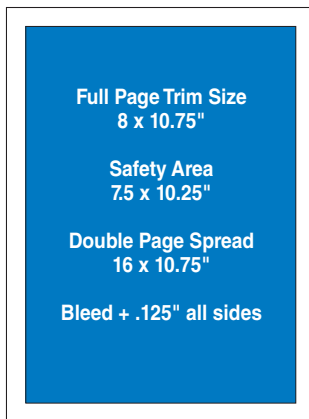 Full Page Trim Size
8 x 10.75"
Safety Area
7.5 x 10.25"
Double Page Spread
16 x 10.75"
Bleed + .125" all sides